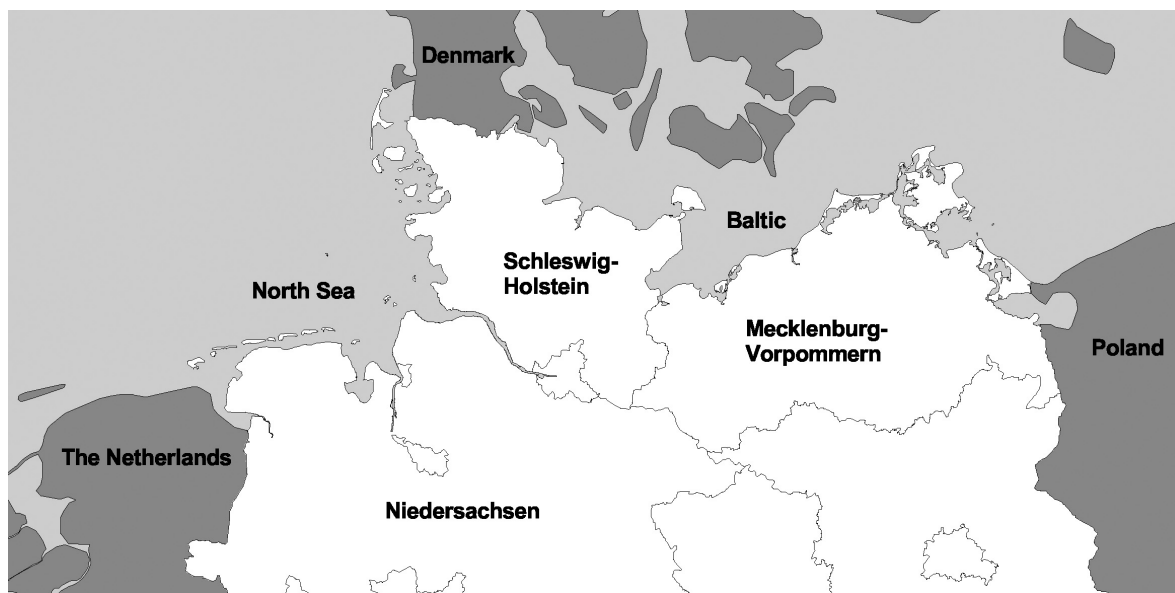 Denmark
Baltic
Schleswig-
Holstein
North Sea
Mecklenburg-
Vorpommern
Poland
The Netherlands
Niedersachsen